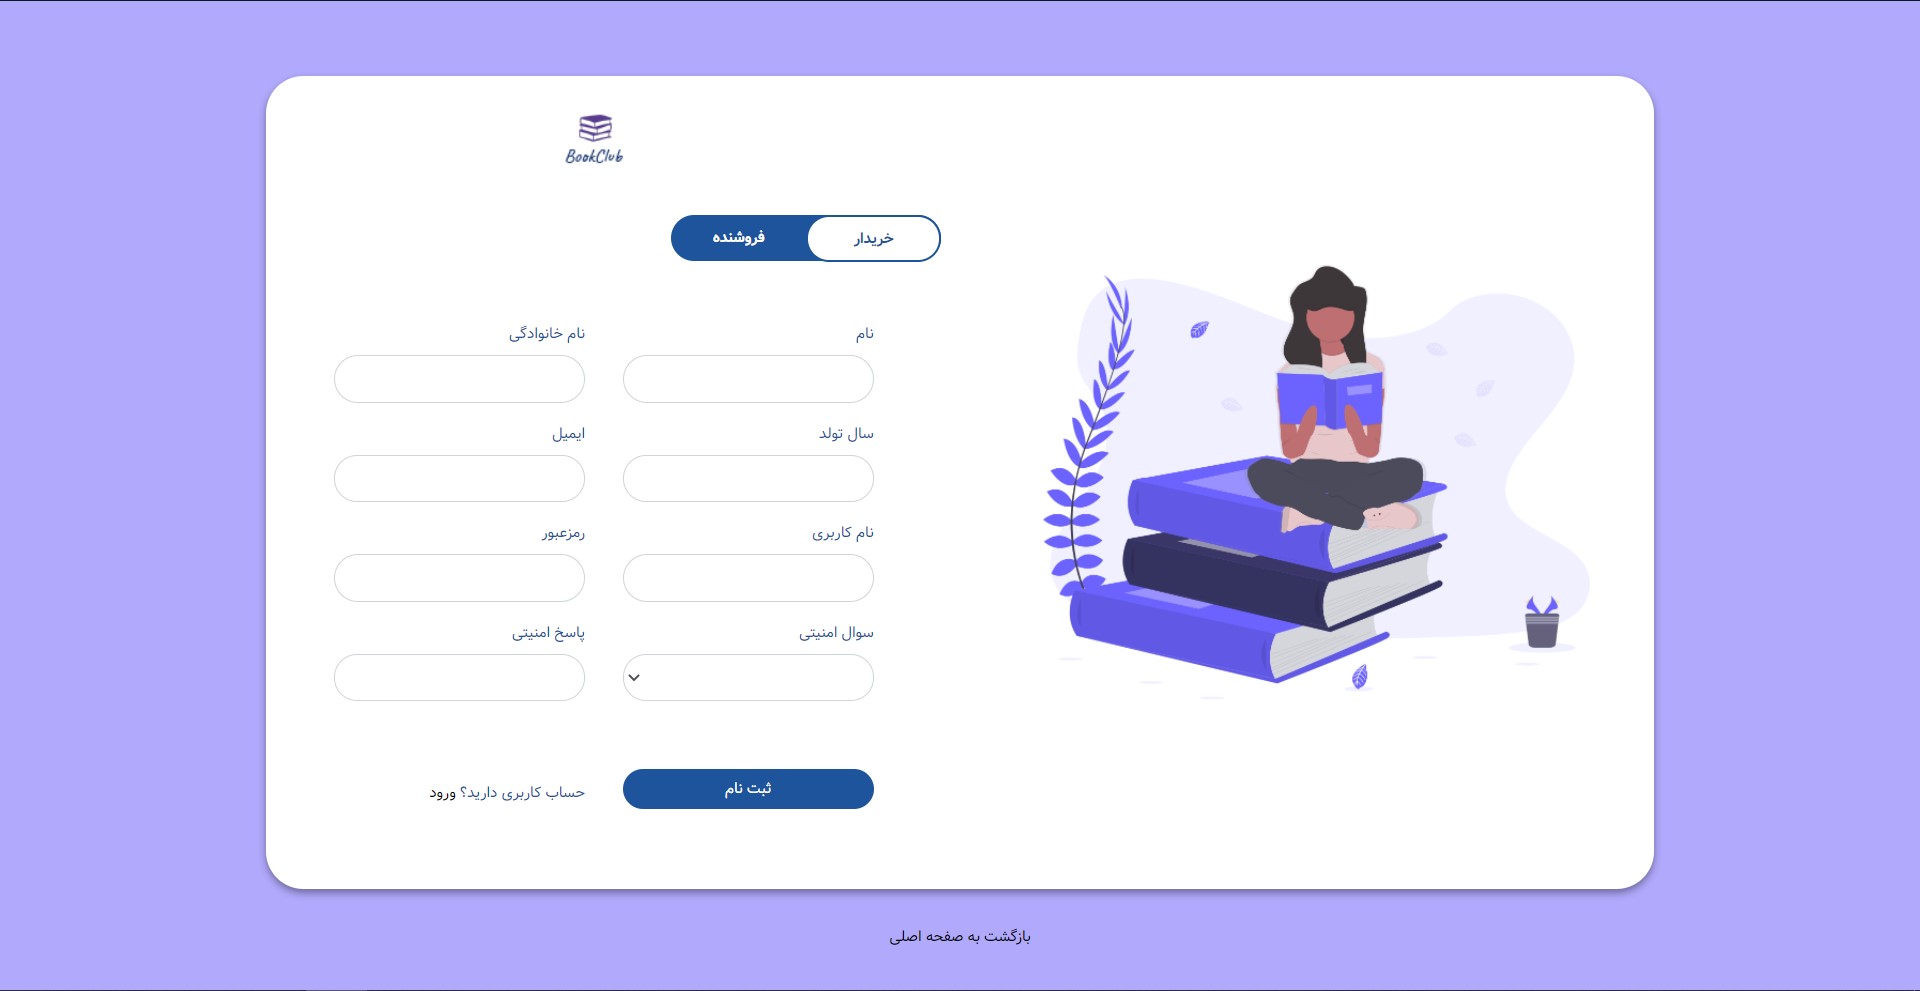 BookClub
خریدار
فروشنده
نام
نام خانوادگی
سال تولد
ایمیل
نام کاربری
رمزعبور
سوال امنیتی
پاسخ امنیتی
ثبت نام
حساب کاربری دارید؟ ورود
بازگشت به صفحه اصلی